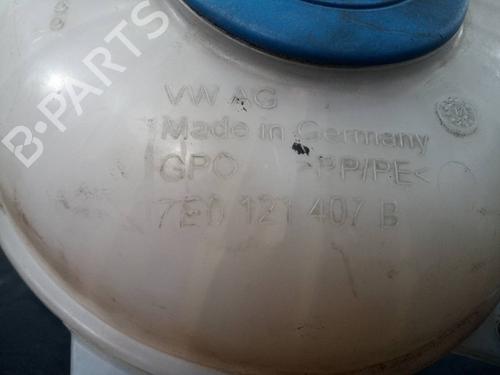 B-PARTS
VW AG
Made in Germany
GPO >PP/PE<
7E0 121 407 B